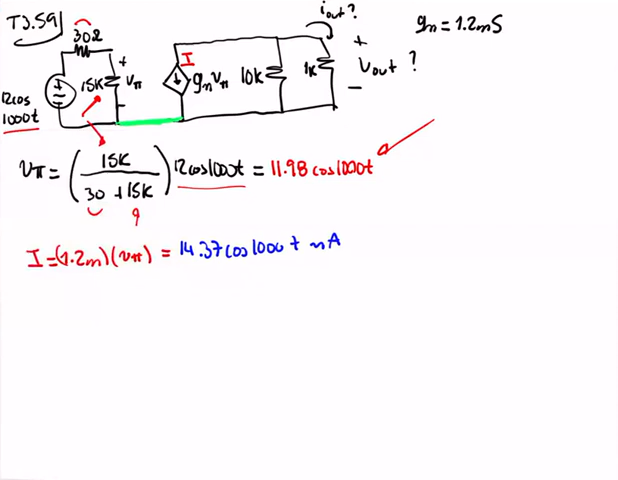 T3.59
30Ω
iout?
gm = 1.2mS
+
I
+
15K
Vπ
gmVπ
10K
1K
Vout ?
-
-
12cos
1000t
Vπ = ( 15K / 30 + 15K ) 12cos1000t = 11.98 cos1000t
I = (1.2m)(Vπ) = 14.37cos1000t mA